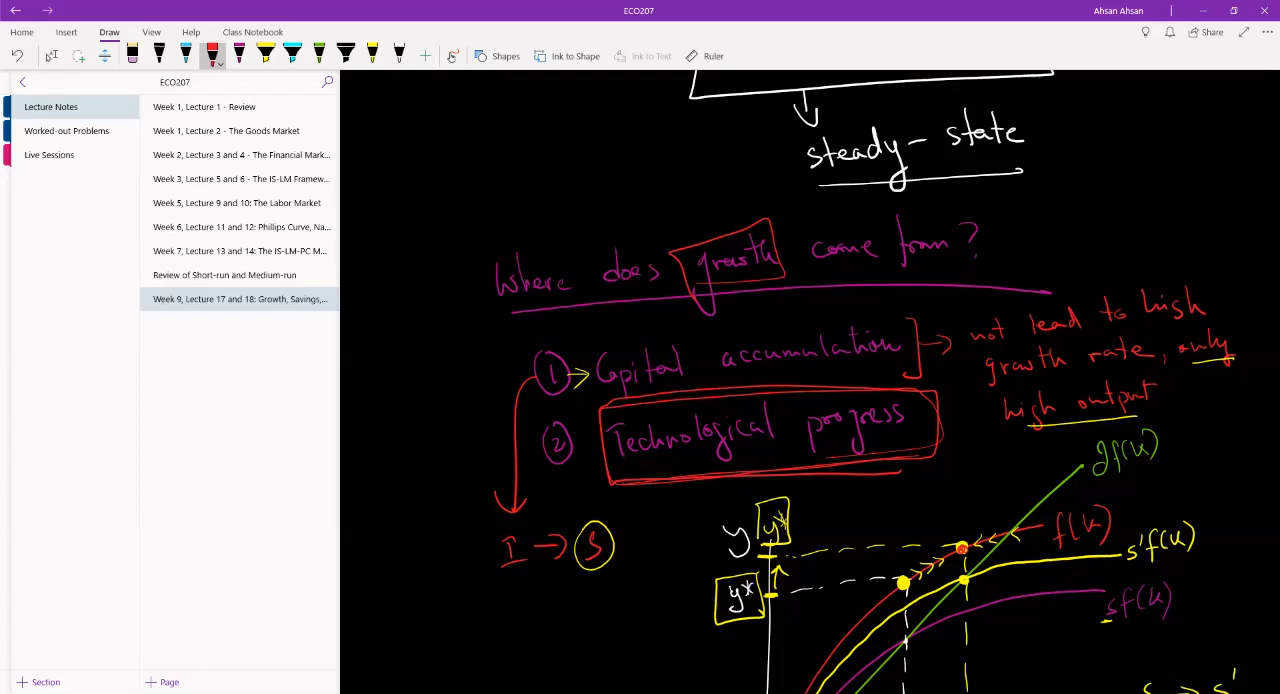 ECO207
Ahsan Ahsan
Home Insert Draw View Help Class Notebook
Share
Shapes Ink to Shape Ink to Text Ruler
ECO207
Lecture Notes
Worked-out Problems
Live Sessions
Week 1, Lecture 1 - Review
Week 1, Lecture 2 - The Goods Market
Week 2, Lecture 3 and 4 - The Financial Mark...
Week 3, Lecture 5 and 6 - The IS-LM Framew...
Week 5, Lecture 9 and 10: The Labor Market
Week 6, Lecture 11 and 12: Phillips Curve, Na...
Week 7, Lecture 13 and 14: The IS-LM-PC M...
Review of Short-run and Medium-run
Week 9, Lecture 17 and 18: Growth, Savings,...
+ Section
+ Page
steady-state
Where does growth come from?
① → Capital accumulation → not lead to high
growth rate, only
high output
② Technological progress
I → S
gf(k)
y y*
f(k)
s'f(k)
y*
sf(k)
s → s'